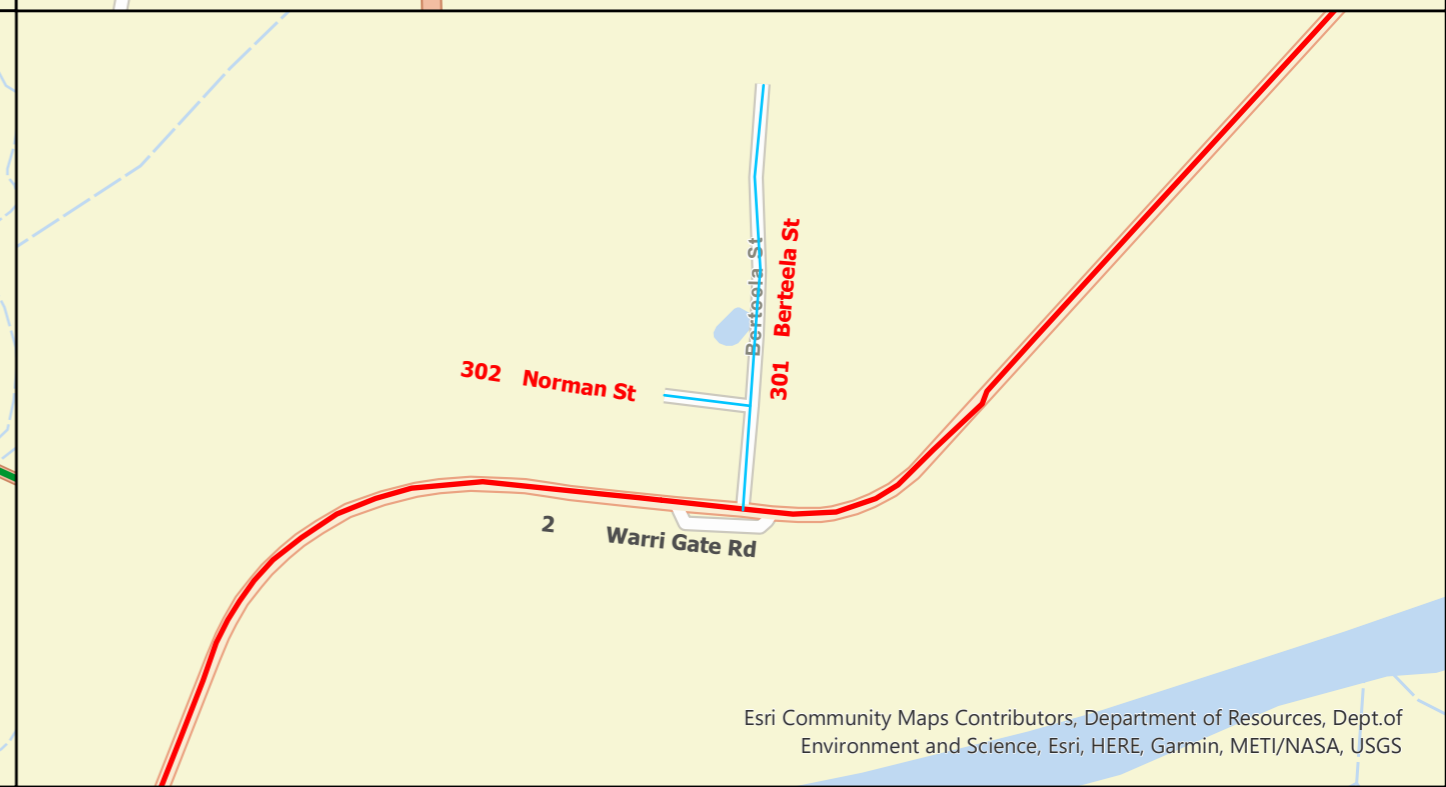 Berteela St
301 Berteela St
302 Norman St
2 Warri Gate Rd
Esri Community Maps Contributors, Department of Resources, Dept.of
Environment and Science, Esri, HERE, Garmin, METI/NASA, USGS